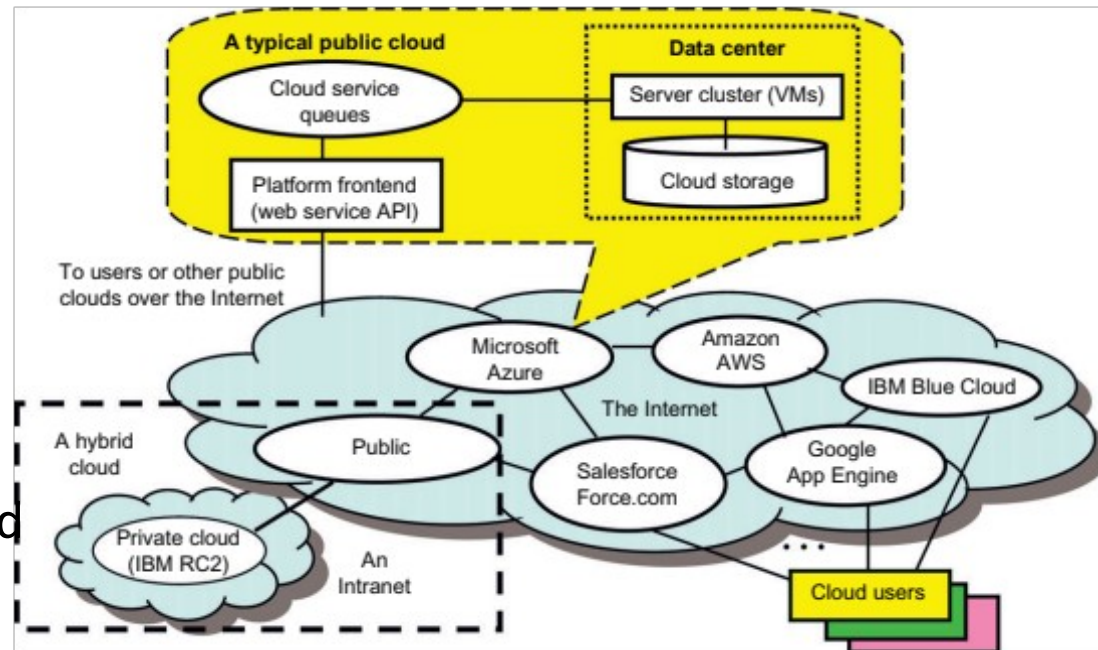 A typical public cloud
Data center
Cloud service
queues
Server cluster (VMs)
Platform frontend
(web service API)
Cloud storage
To users or other public
clouds over the Internet
Microsoft
Azure
Amazon
AWS
IBM Blue Cloud
The Internet
A hybrid
cloud
Public
Salesforce
Force.com
Google
App Engine
d
Private cloud
(IBM RC2)
An
Intranet
...
Cloud users